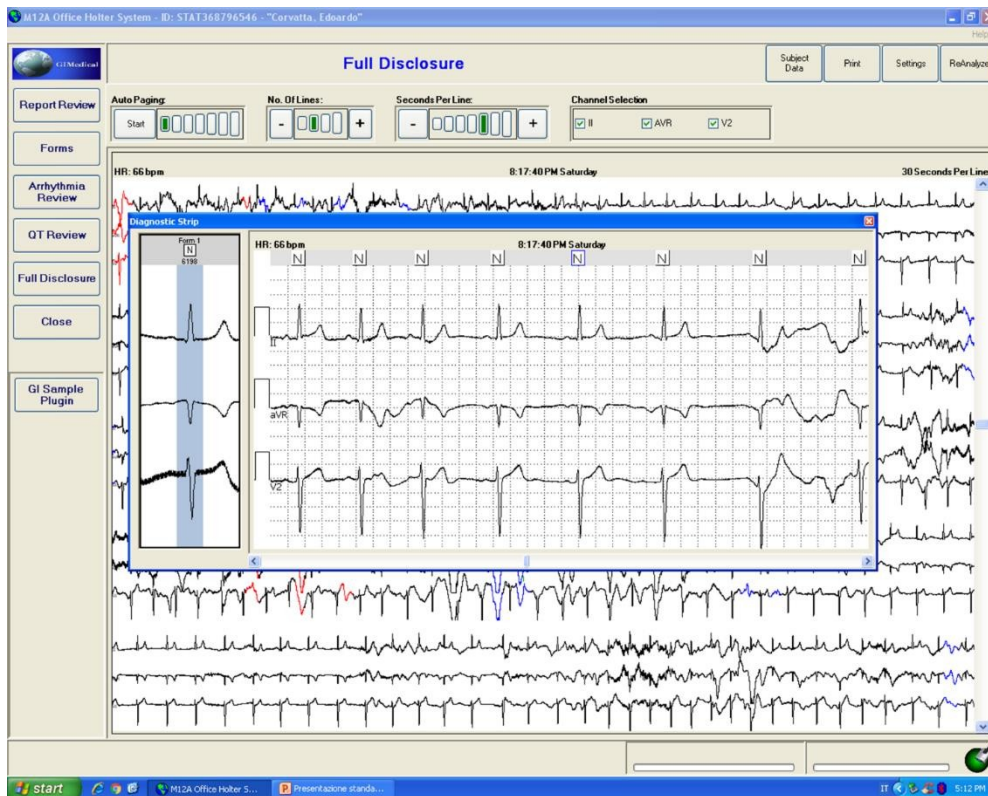 M12A Office Holter System - ID: STAT368796546 - "Corvatta, Edoardo"
Help
GIMedical
Full Disclosure
Subject Data
Print
Settings
ReAnalyze
Report Review
Forms
Arrhythmia Review
QT Review
Full Disclosure
Close
GI Sample Plugin
Auto Paging:
No. Of Lines:
Seconds Per Line:
Channel Selection
Start
-
+
-
+
II
AVR
V2
HR: 66 bpm
8:17:40 PM Saturday
30 Seconds Per Line
Diagnostic Strip
Form 1
N
6198
HR: 66 bpm
8:17:40 PM Saturday
N N N N N N N N
II
aVR
V2
start
M12A Office Holter S...
Presentazione standa...
IT
5:12 PM